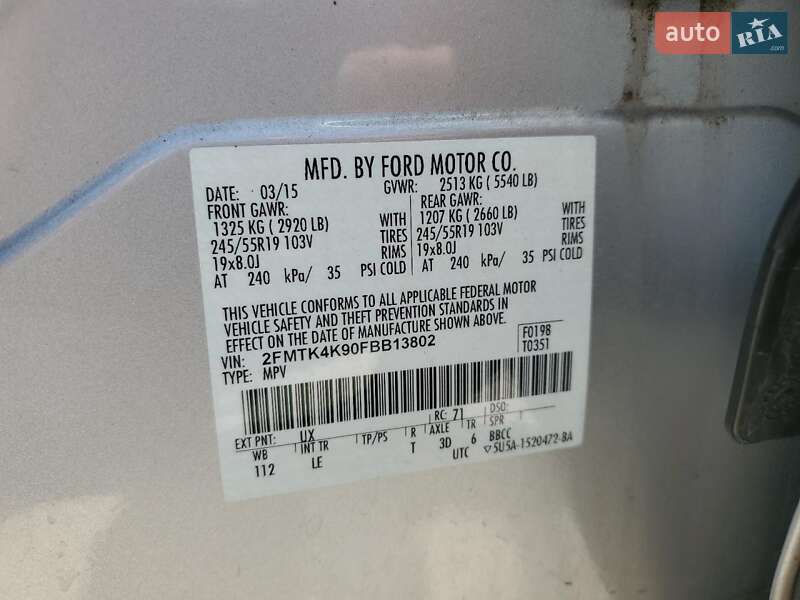 auto RIA .com
MFD. BY FORD MOTOR CO.
DATE: 03/15 GVWR: 2513 KG ( 5540 LB)
FRONT GAWR: REAR GAWR:
1325 KG ( 2920 LB) WITH 1207 KG ( 2660 LB) WITH
245/55R19 103V TIRES 245/55R19 103V TIRES
19x8.0J RIMS 19x8.0J RIMS
AT 240 kPa/ 35 PSI COLD AT 240 kPa/ 35 PSI COLD
THIS VEHICLE CONFORMS TO ALL APPLICABLE FEDERAL MOTOR
VEHICLE SAFETY AND THEFT PREVENTION STANDARDS IN
EFFECT ON THE DATE OF MANUFACTURE SHOWN ABOVE.
VIN: 2FMTK4K90FBB13802 F0198
TYPE: MPV T0351
RC: 71 DSO:
EXT PNT: UX R AXLE TR SPR
WB INT TR TP/PS T 3D 6 BBCC
112 LE UTC 5U5A-1520472-BA